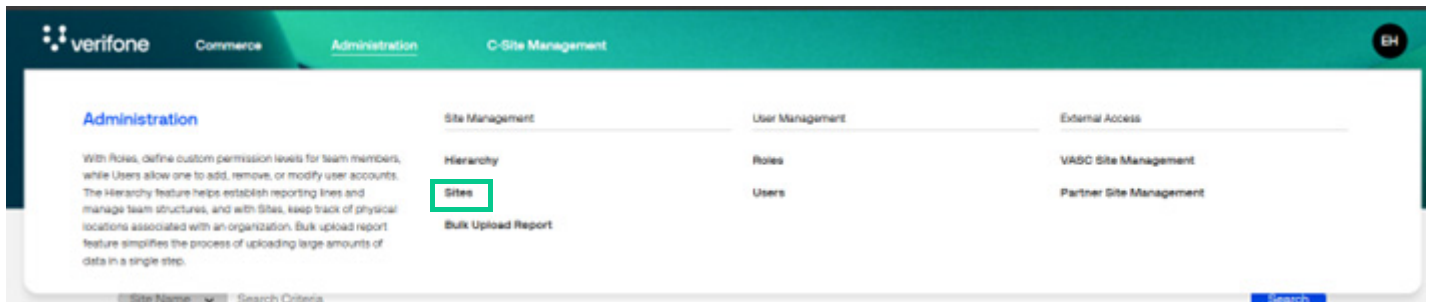 verifone
Commerce
Administration
C-Site Management
EH
Administration
With Roles, define custom permission levels for team members,
while Users allow one to add, remove, or modify user accounts.
The Hierarchy feature helps establish reporting lines and
manage team structures, and with Sites, keep track of physical
locations associated with an organization. Bulk upload report
feature simplifies the process of uploading large amounts of
data in a single step.
Site Management
Hierarchy
Sites
Bulk Upload Report
User Management
Roles
Users
External Access
VASC Site Management
Partner Site Management
Site Name
Search Criteria
Search